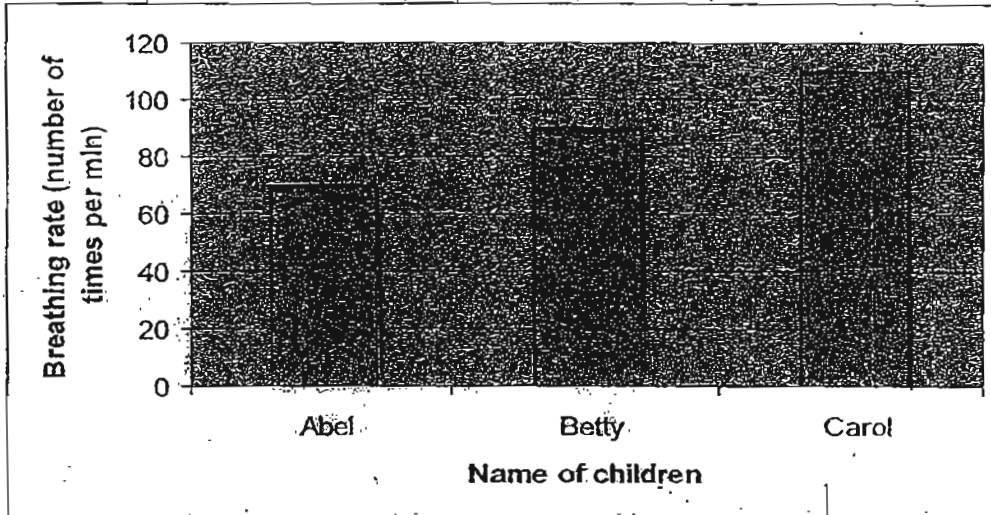 Breathing rate (number of
times per min)
120
100
80
60
40
20
0
Abel
Betty
Carol
Name of children